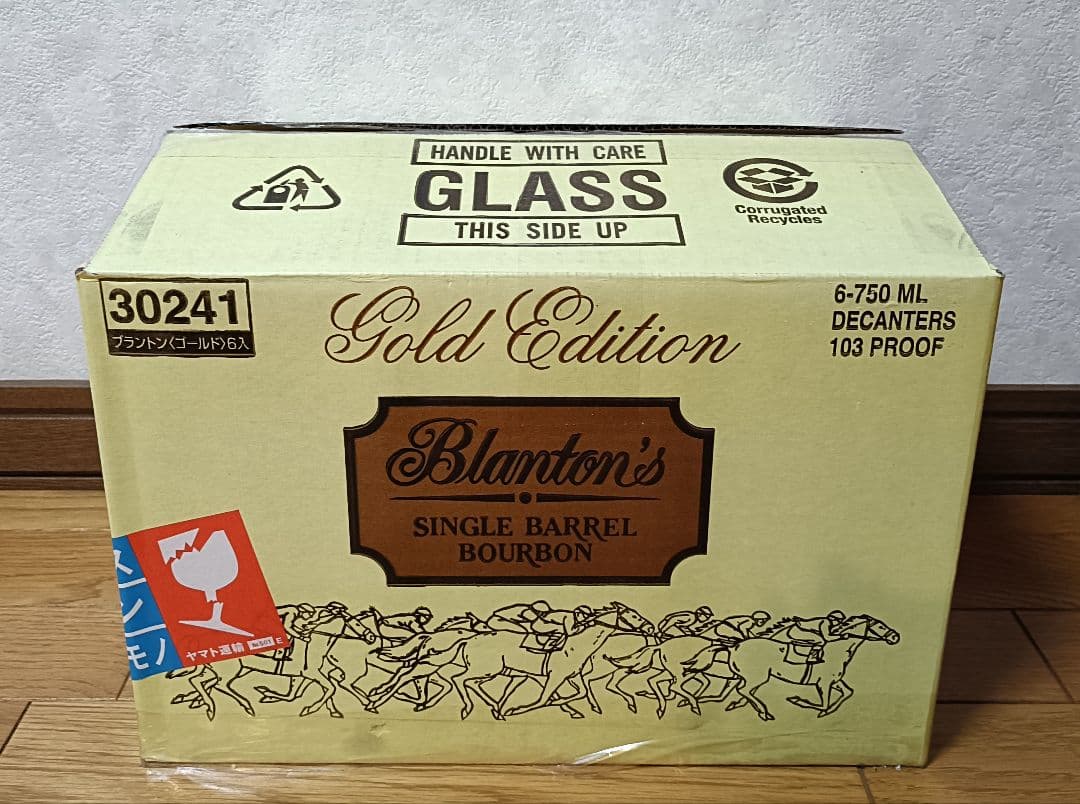 HANDLE WITH CARE
GLASS
THIS SIDE UP
Corrugated
Recycles
30241
ブラントン〈ゴールド〉6入
Gold Edition
6-750 ML
DECANTERS
103 PROOF
Blanton's
SINGLE BARREL
BOURBON
メンモノ
ヤマト運輸